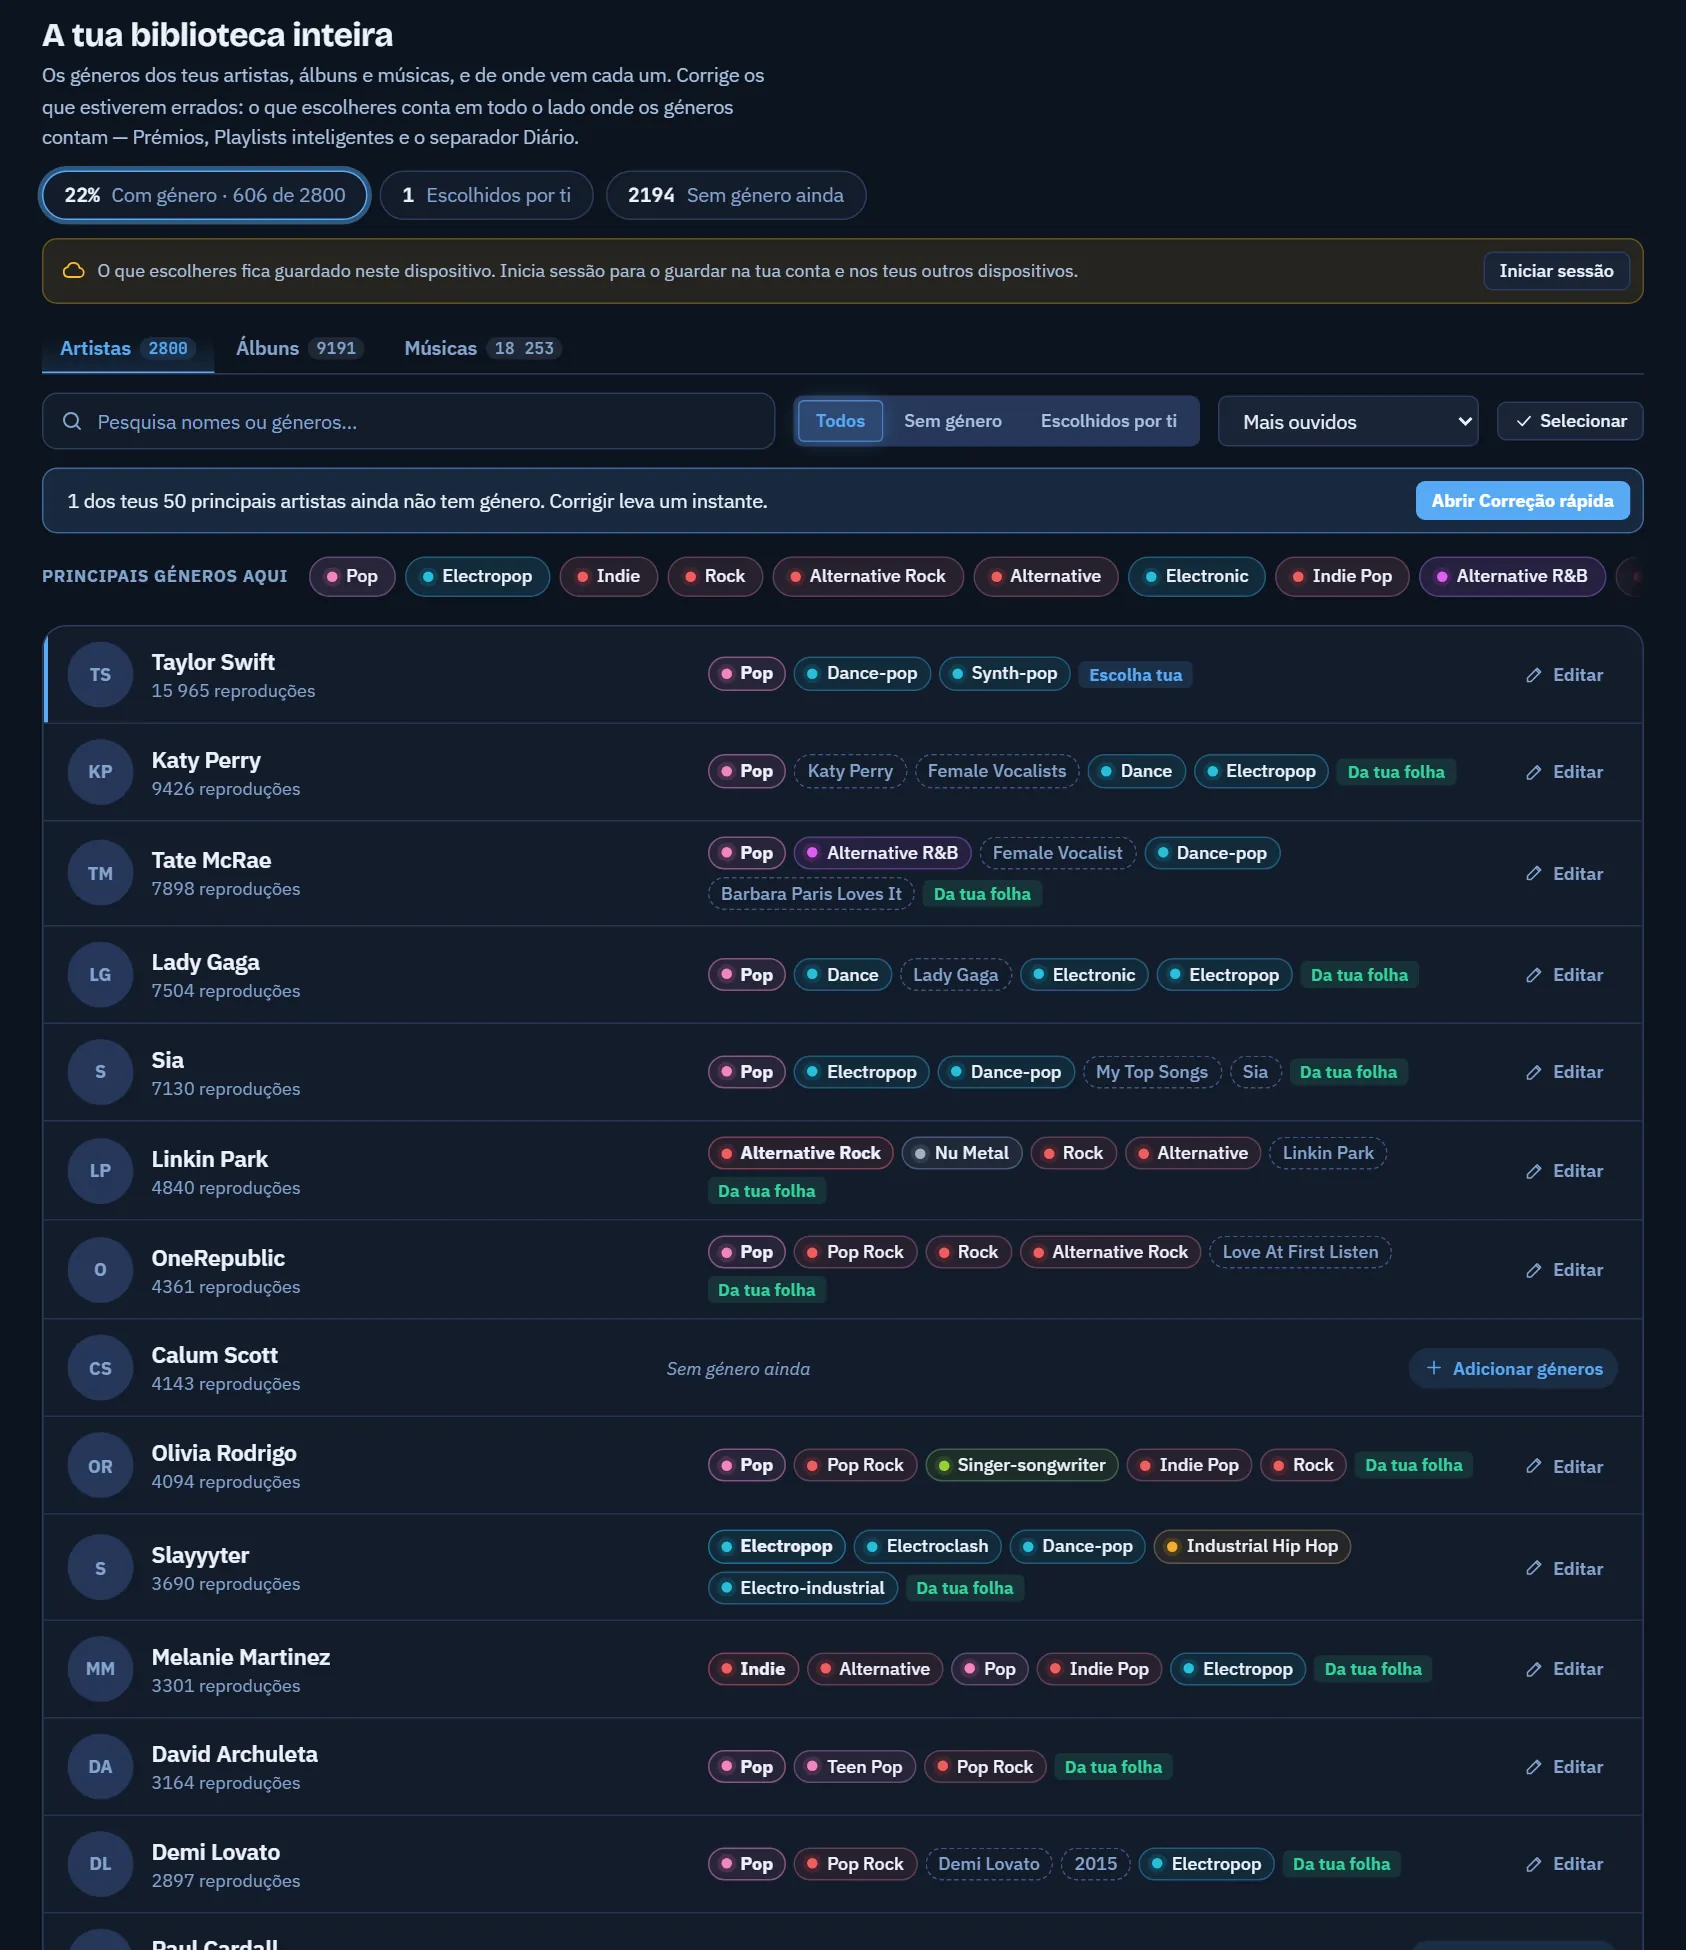 A tua biblioteca inteira
Os géneros dos teus artistas, álbuns e músicas, e de onde vem cada um. Corrige os
que estiverem errados: o que escolheres conta em todo o lado onde os géneros
contam — Prémios, Playlists inteligentes e o separador Diário.
22% Com género · 606 de 2800
1 Escolhidos por ti
2194 Sem género ainda
O que escolheres fica guardado neste dispositivo. Inicia sessão para o guardar na tua conta e nos teus outros dispositivos.
Iniciar sessão
Artistas 2800
Álbuns 9191
Músicas 18 253
Pesquisa nomes ou géneros...
Todos
Sem género
Escolhidos por ti
Mais ouvidos
Selecionar
1 dos teus 50 principais artistas ainda não tem género. Corrigir leva um instante.
Abrir Correção rápida
PRINCIPAIS GÉNEROS AQUI
Pop
Electropop
Indie
Rock
Alternative Rock
Alternative
Electronic
Indie Pop
Alternative R&B
TS
Taylor Swift
15 965 reproduções
Pop
Dance-pop
Synth-pop
Escolha tua
Editar
KP
Katy Perry
9426 reproduções
Pop
Katy Perry
Female Vocalists
Dance
Electropop
Da tua folha
Editar
TM
Tate McRae
7898 reproduções
Pop
Alternative R&B
Female Vocalist
Dance-pop
Barbara Paris Loves It
Da tua folha
Editar
LG
Lady Gaga
7504 reproduções
Pop
Dance
Lady Gaga
Electronic
Electropop
Da tua folha
Editar
S
Sia
7130 reproduções
Pop
Electropop
Dance-pop
My Top Songs
Sia
Da tua folha
Editar
LP
Linkin Park
4840 reproduções
Alternative Rock
Nu Metal
Rock
Alternative
Linkin Park
Da tua folha
Editar
O
OneRepublic
4361 reproduções
Pop
Pop Rock
Rock
Alternative Rock
Love At First Listen
Da tua folha
Editar
CS
Calum Scott
4143 reproduções
Sem género ainda
Adicionar géneros
OR
Olivia Rodrigo
4094 reproduções
Pop
Pop Rock
Singer-songwriter
Indie Pop
Rock
Da tua folha
Editar
S
Slayyyter
3690 reproduções
Electropop
Electroclash
Dance-pop
Industrial Hip Hop
Electro-industrial
Da tua folha
Editar
MM
Melanie Martinez
3301 reproduções
Indie
Alternative
Pop
Indie Pop
Electropop
Da tua folha
Editar
DA
David Archuleta
3164 reproduções
Pop
Teen Pop
Pop Rock
Da tua folha
Editar
DL
Demi Lovato
2897 reproduções
Pop
Pop Rock
Demi Lovato
2015
Electropop
Da tua folha
Editar
Paul Cardall